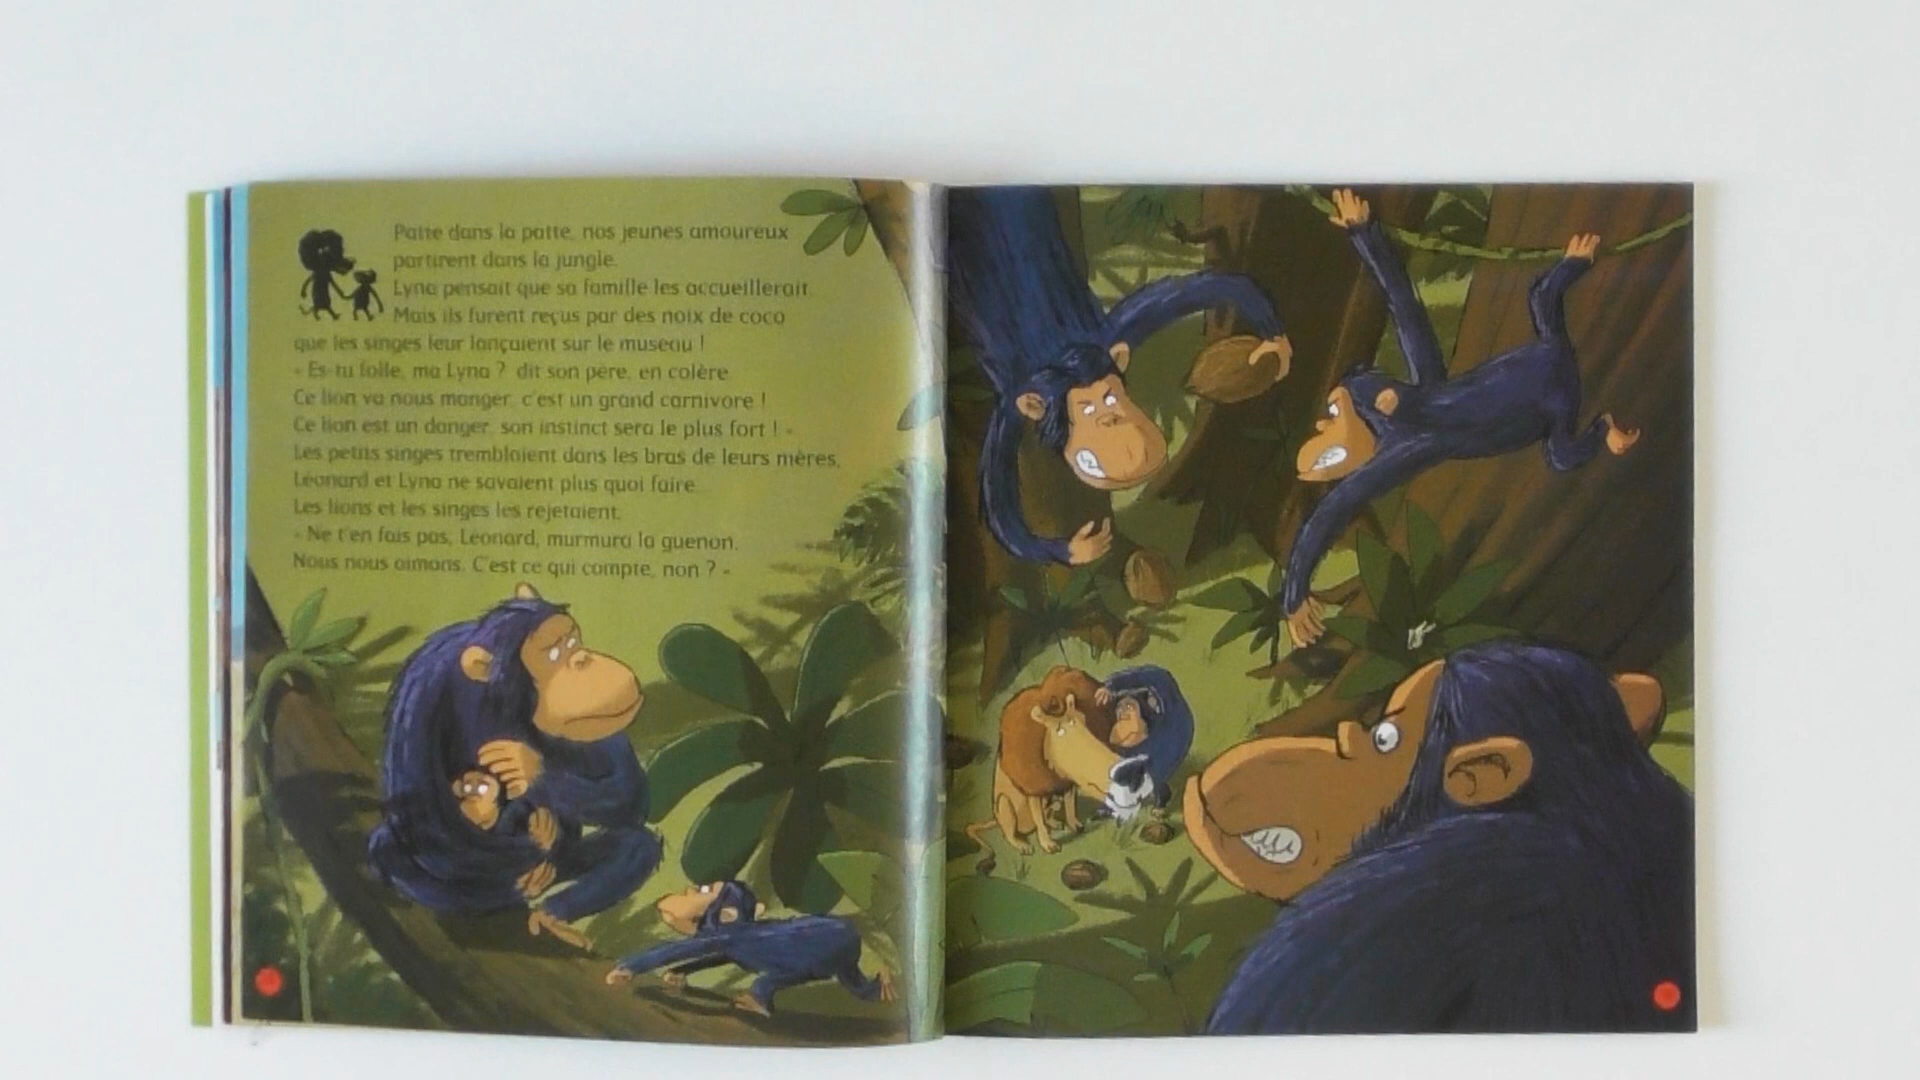 Patte dans la patte, nos jeunes amoureux
partirent dans la jungle.
Lyna pensait que sa famille les accueillerait.
Mais ils furent reçus par des noix de coco
que les singes leur lançaient sur le museau !
« Es-tu folle, ma Lyna ? dit son père, en colère.
Ce lion va nous manger, c'est un grand carnivore !
Ce lion est un danger, son instinct sera le plus fort ! »
Les petits singes tremblaient dans les bras de leurs mères,
Léonard et Lyna ne savaient plus quoi faire.
Les lions et les singes les rejetaient.
« Ne t'en fais pas, Léonard, murmura la guenon.
Nous nous aimons. C'est ce qui compte, non ? »